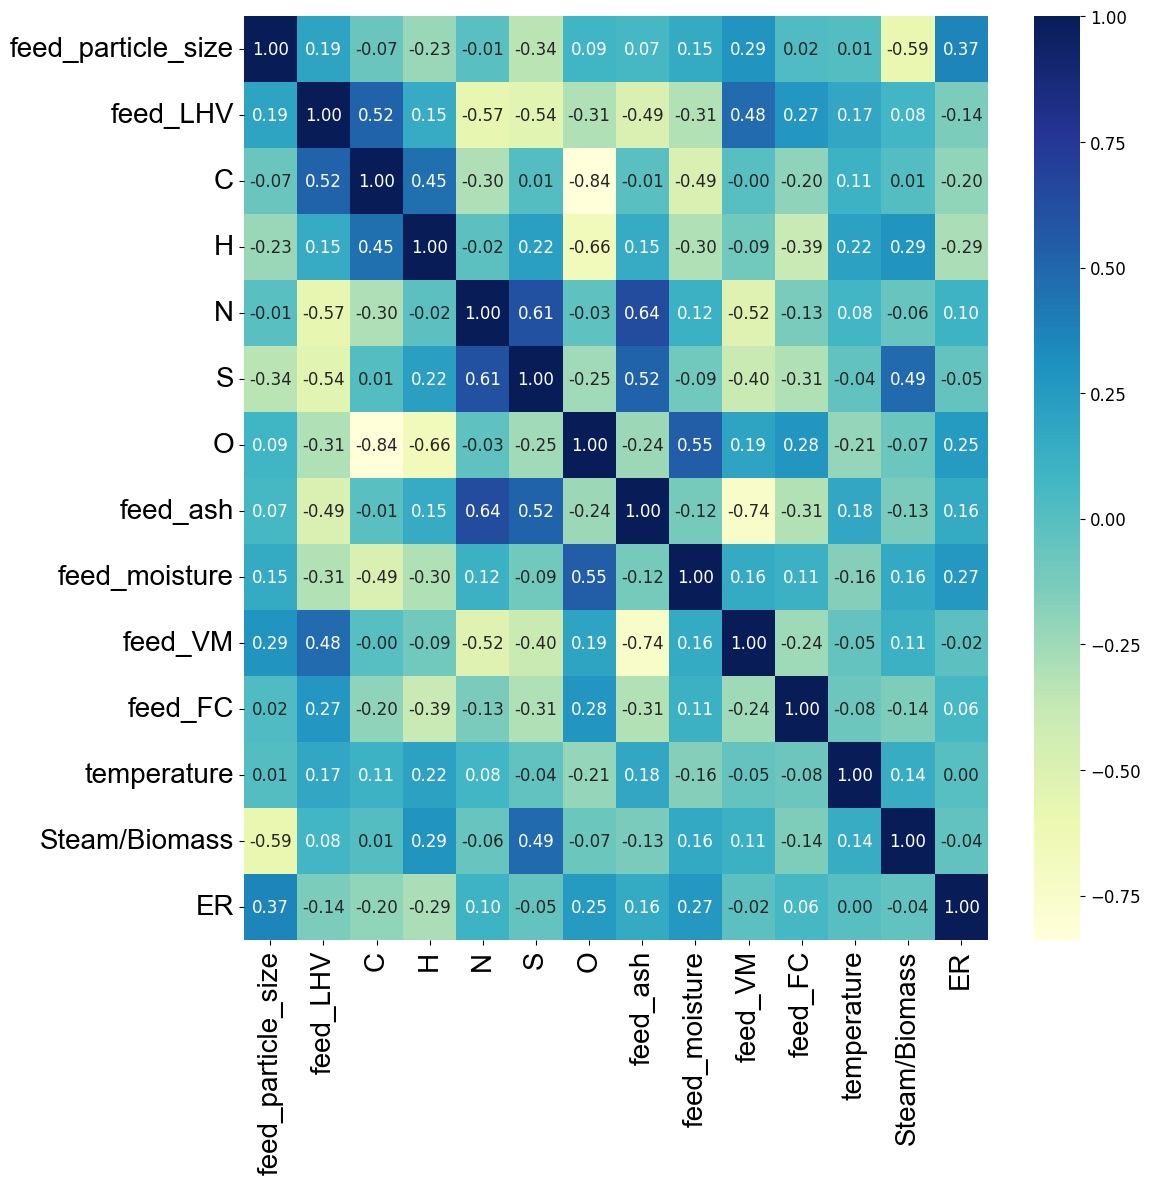 feed_particle_size 1.00 0.19 -0.07 -0.23 -0.01 -0.34 0.09 0.07 0.15 0.29 0.02 0.01 -0.59 0.37
feed_LHV 0.19 1.00 0.52 0.15 -0.57 -0.54 -0.31 -0.49 -0.31 0.48 0.27 0.17 0.08 -0.14
C -0.07 0.52 1.00 0.45 -0.30 0.01 -0.84 -0.01 -0.49 -0.00 -0.20 0.11 0.01 -0.20
H -0.23 0.15 0.45 1.00 -0.02 0.22 -0.66 0.15 -0.30 -0.09 -0.39 0.22 0.29 -0.29
N -0.01 -0.57 -0.30 -0.02 1.00 0.61 -0.03 0.64 0.12 -0.52 -0.13 0.08 -0.06 0.10
S -0.34 -0.54 0.01 0.22 0.61 1.00 -0.25 0.52 -0.09 -0.40 -0.31 -0.04 0.49 -0.05
O 0.09 -0.31 -0.84 -0.66 -0.03 -0.25 1.00 -0.24 0.55 0.19 0.28 -0.21 -0.07 0.25
feed_ash 0.07 -0.49 -0.01 0.15 0.64 0.52 -0.24 1.00 -0.12 -0.74 -0.31 0.18 -0.13 0.16
feed_moisture 0.15 -0.31 -0.49 -0.30 0.12 -0.09 0.55 -0.12 1.00 0.16 0.11 -0.16 0.16 0.27
feed_VM 0.29 0.48 -0.00 -0.09 -0.52 -0.40 0.19 -0.74 0.16 1.00 -0.24 -0.05 0.11 -0.02
feed_FC 0.02 0.27 -0.20 -0.39 -0.13 -0.31 0.28 -0.31 0.11 -0.24 1.00 -0.08 -0.14 0.06
temperature 0.01 0.17 0.11 0.22 0.08 -0.04 -0.21 0.18 -0.16 -0.05 -0.08 1.00 0.14 0.00
Steam/Biomass -0.59 0.08 0.01 0.29 -0.06 0.49 -0.07 -0.13 0.16 0.11 -0.14 0.14 1.00 -0.04
ER 0.37 -0.14 -0.20 -0.29 0.10 -0.05 0.25 0.16 0.27 -0.02 0.06 0.00 -0.04 1.00
feed_particle_size
feed_LHV
C
H
N
S
O
feed_ash
feed_moisture
feed_VM
feed_FC
temperature
Steam/Biomass
ER
1.00
0.75
0.50
0.25
0.00
−0.25
−0.50
−0.75